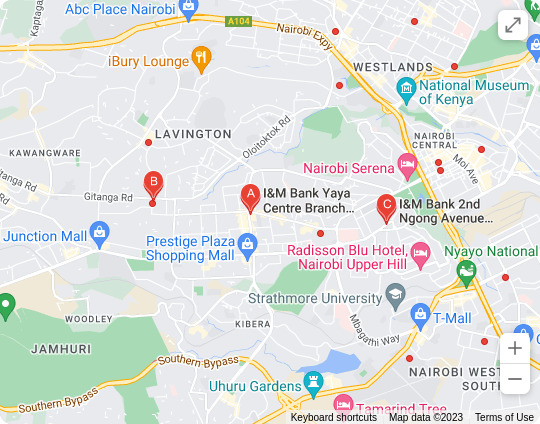 Abc Place Nairobi
A104
Nairobi Expy
Kaptaga
iBury Lounge
WESTLANDS
National Museum
of Kenya
LAVINGTON
Oloitoktok Rd
KAWANGWARE
NAIROBI
CENTRAL
Moi Ave
Nairobi Serena
Gitanga Rd
B
A
I&M Bank Yaya
Centre Branch...
C
I&M Bank 2nd
Ngong Avenue...
Junction Mall
Prestige Plaza
Shopping Mall
Radisson Blu Hotel,
Nairobi Upper Hill
Nyayo National
Strathmore University
WOODLEY
KIBERA
Mbagathi Way
T-Mall
JAMHURI
Southern Bypass
Uhuru Gardens
NAIROBI WEST
SOUTH
Southern Bypass
Tamarind Tree
Keyboard shortcuts
Map data ©2023
Terms of Use